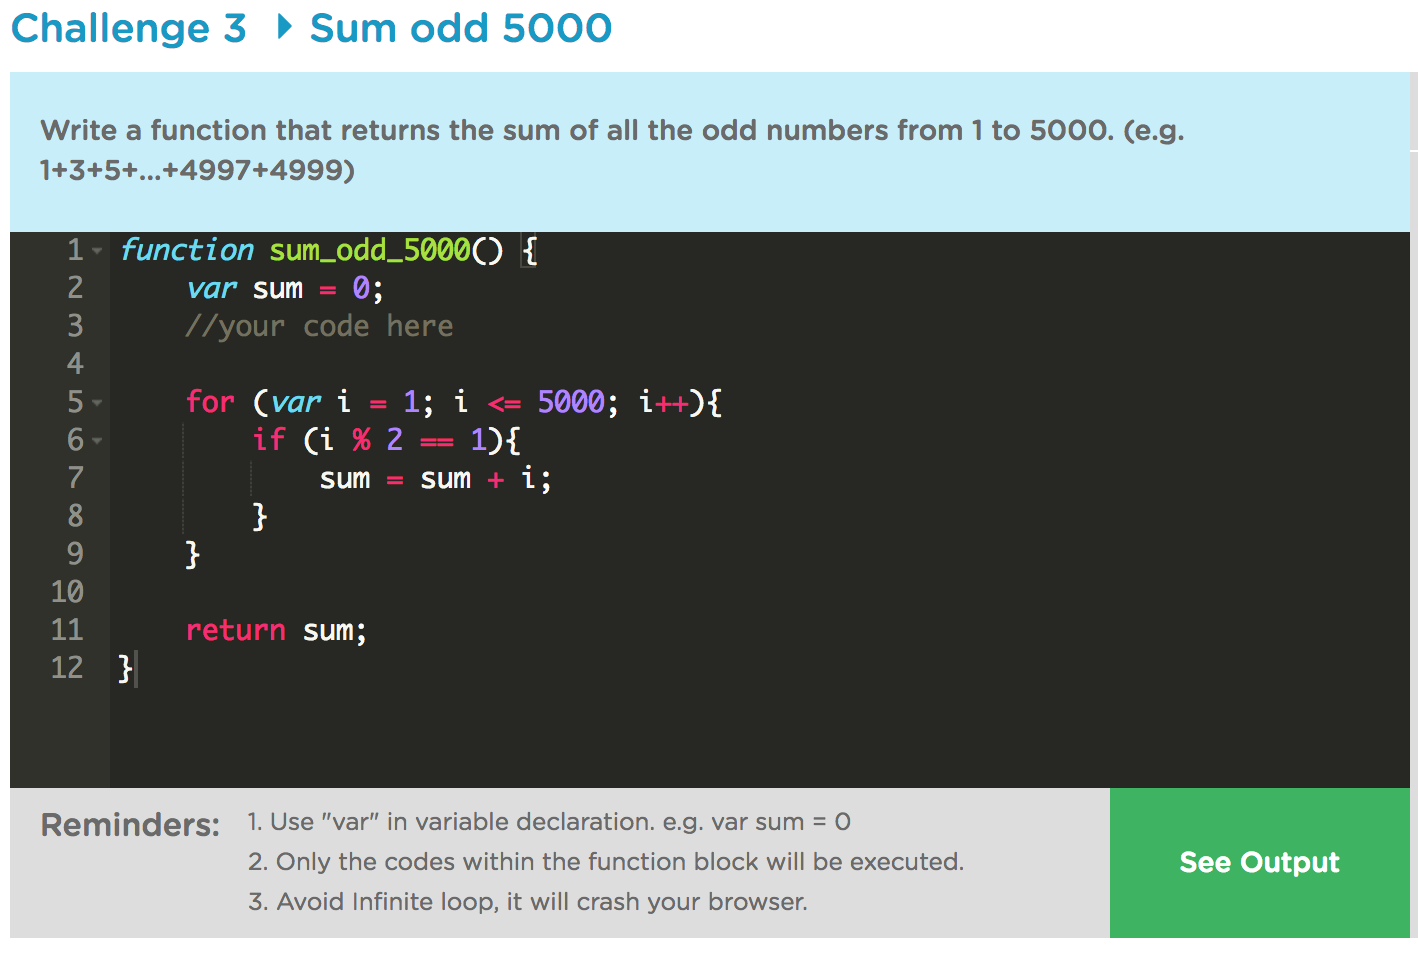 Challenge 3 ▸ Sum odd 5000
Write a function that returns the sum of all the odd numbers from 1 to 5000. (e.g.
1+3+5+...+4997+4999)
1 function sum_odd_5000() {
2     var sum = 0;
3     //your code here
4
5     for (var i = 1; i <= 5000; i++){
6         if (i % 2 == 1){
7             sum = sum + i;
8         }
9     }
10
11     return sum;
12 }
Reminders: 1. Use "var" in variable declaration. e.g. var sum = 0
2. Only the codes within the function block will be executed.
3. Avoid Infinite loop, it will crash your browser.
See Output